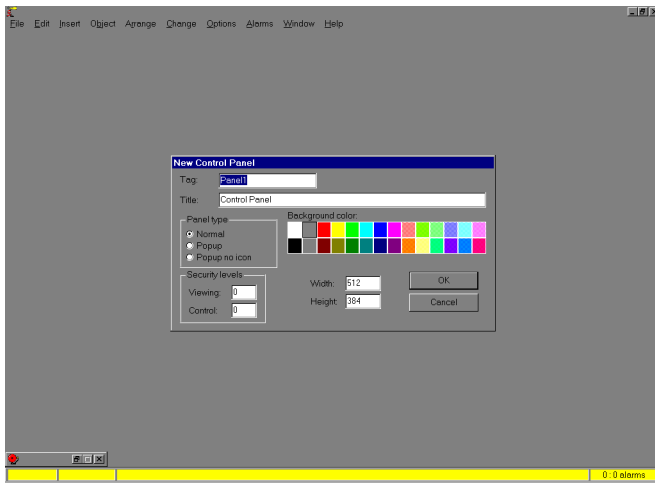 File Edit Insert Object Arrange Change Options Alarms Window Help
New Control Panel
Tag: Panel1
Title: Control Panel
Panel type
Normal
Popup
Popup no icon
Background color:
Security levels
Viewing: 0
Control: 0
Width: 512
Height: 384
OK
Cancel
0 : 0 alarms